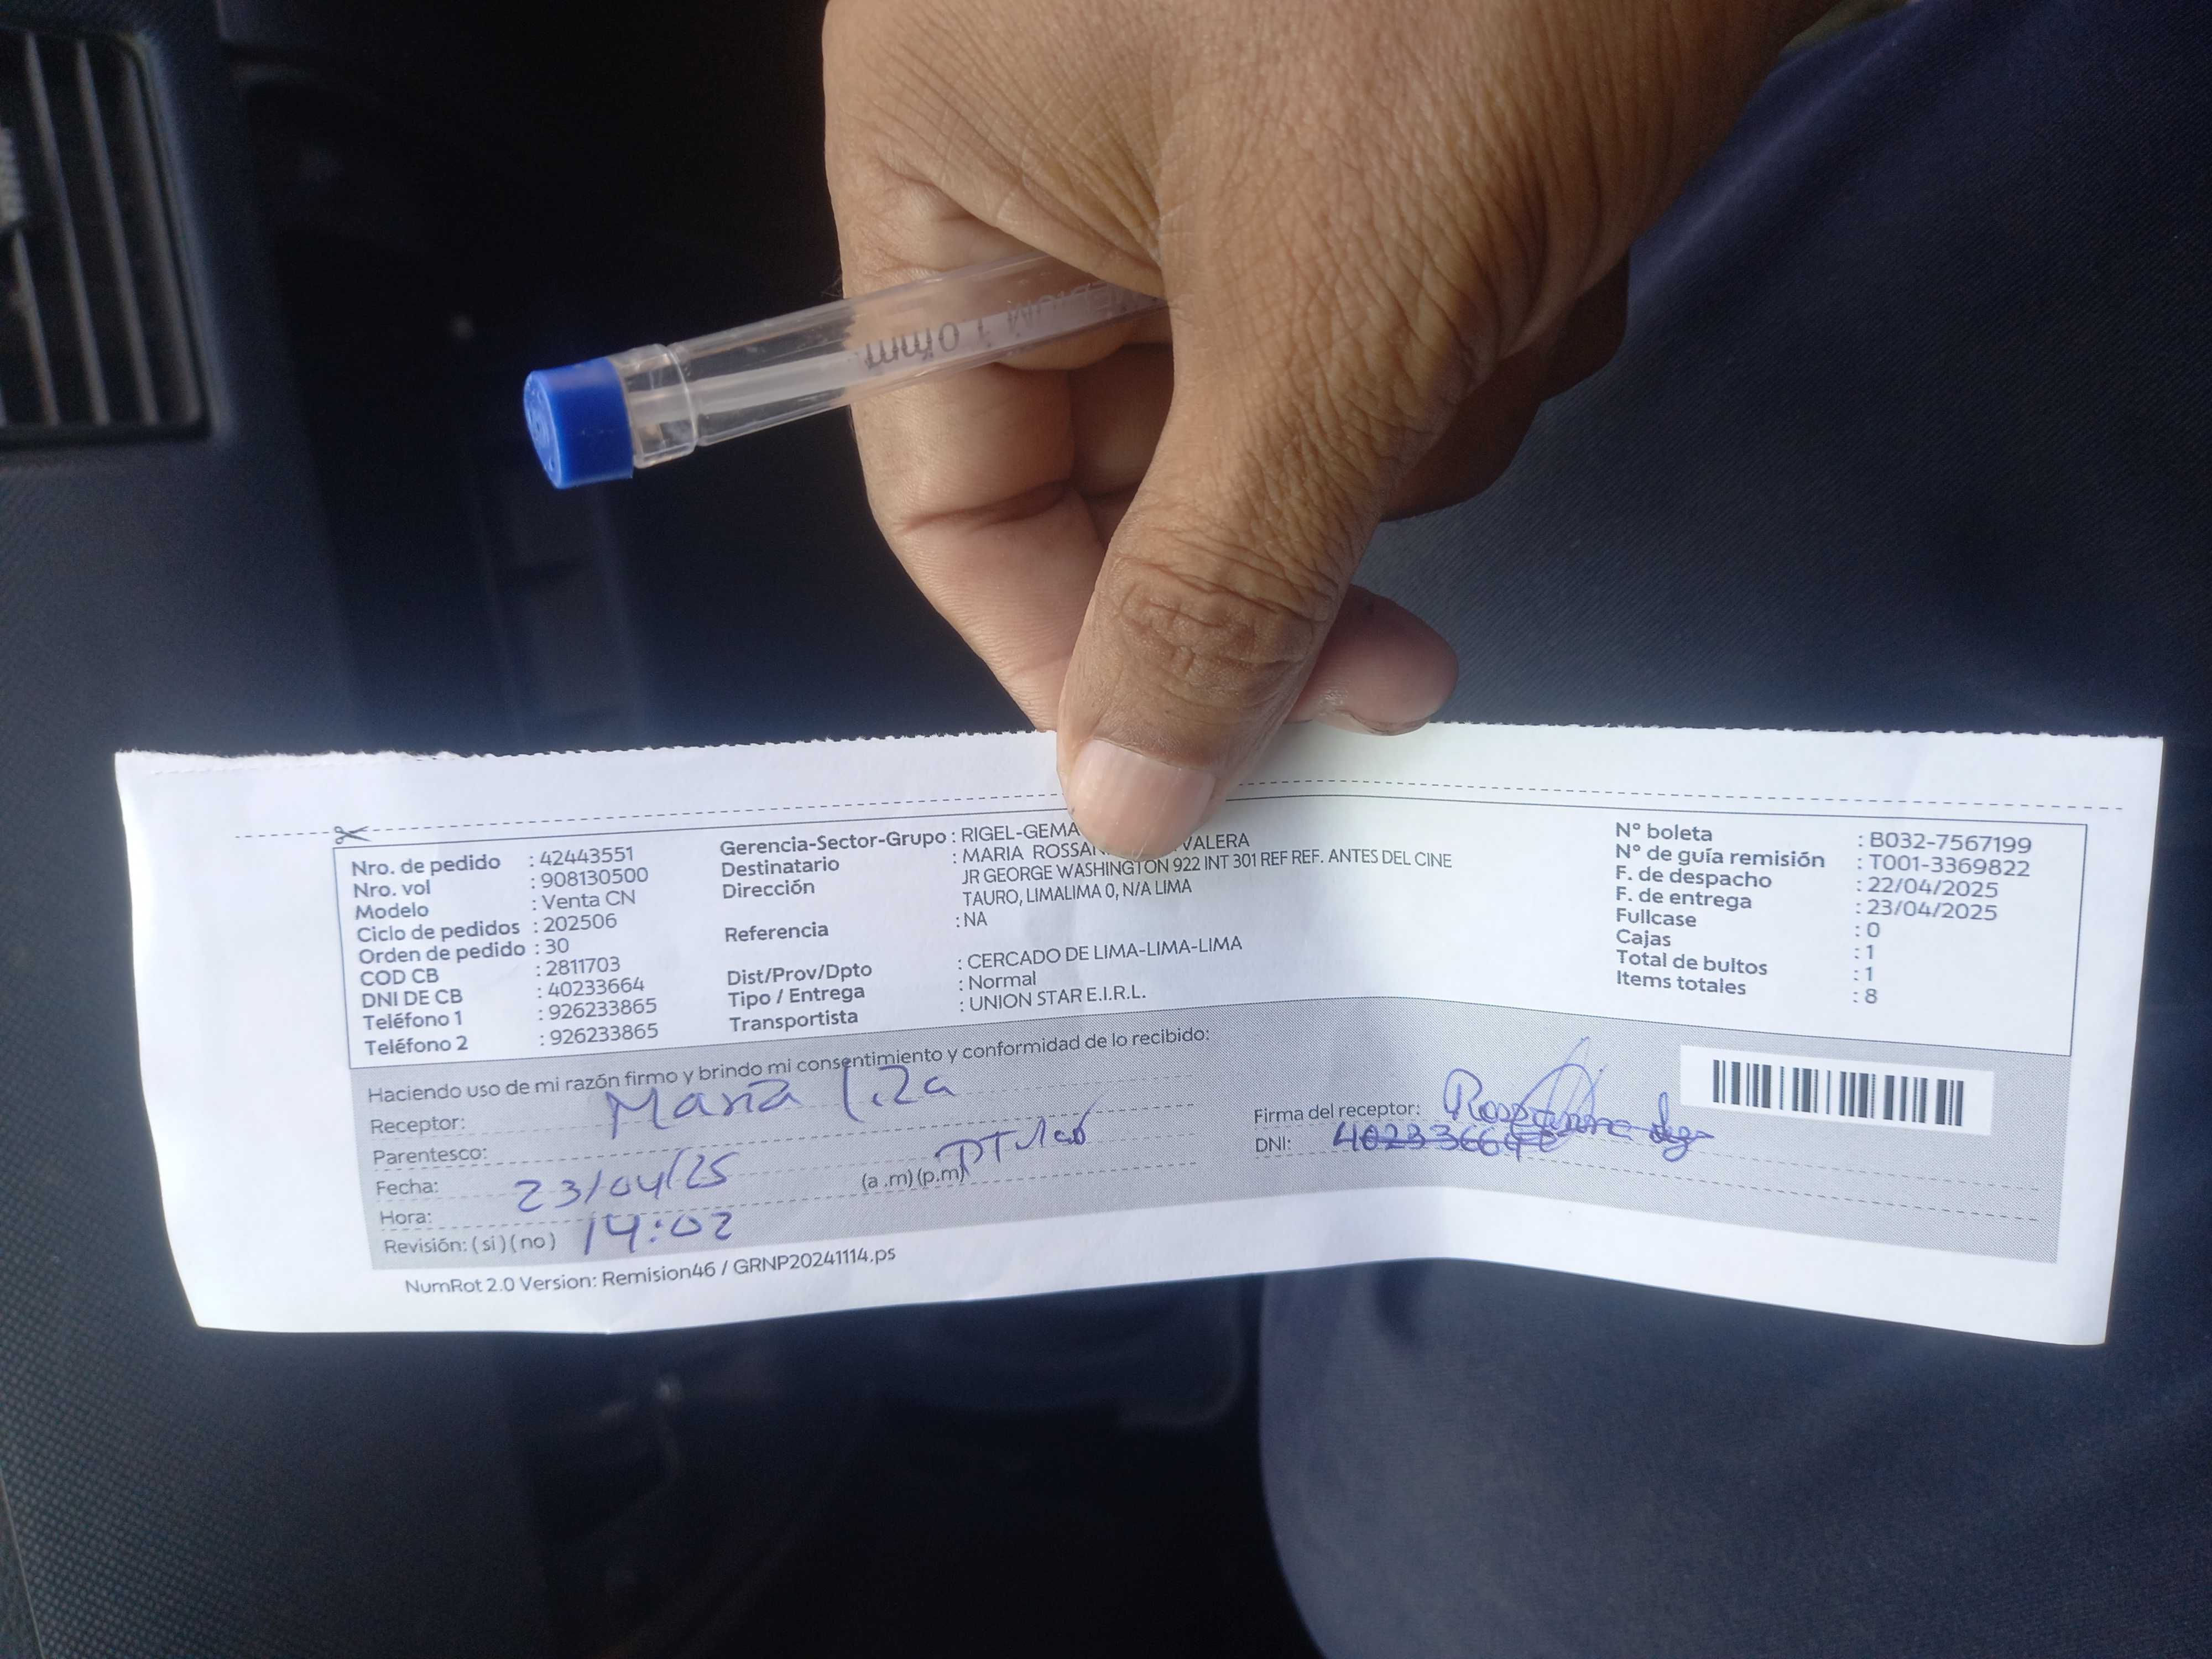 Nro. de pedido : 42443551
Nro. vol : 908130500
Modelo : Venta CN
Ciclo de pedidos : 202506
Orden de pedido : 30
COD CB : 2811703
DNI DE CB : 40233664
Teléfono 1 : 926233865
Teléfono 2 : 926233865
Gerencia-Sector-Grupo : RIGEL-GEMA
Destinatario : MARIA ROSSAN VALERA
Dirección JR GEORGE WASHINGTON 922 INT 301 REF REF. ANTES DEL CINE
TAURO, LIMALIMA 0, N/A LIMA
Referencia : NA
Dist/Prov/Dpto : CERCADO DE LIMA-LIMA-LIMA
Tipo / Entrega : Normal
Transportista : UNION STAR E.I.R.L.
N° boleta : B032-7567199
N° de guía remisión : T001-3369822
F. de despacho : 22/04/2025
F. de entrega : 23/04/2025
Fullcase : 0
Cajas : 1
Total de bultos : 1
Items totales : 8
Haciendo uso de mi razón firmo y brindo mi consentimiento y conformidad de lo recibido:
Receptor: Maria
Parentesco:
Fecha: 23/04/25 (a .m) (p.m)
Hora: 14:02
Revisión: ( si ) ( no )
Firma del receptor:
DNI:
NumRot 2.0 Version: Remision46 / GRNP20241114.ps